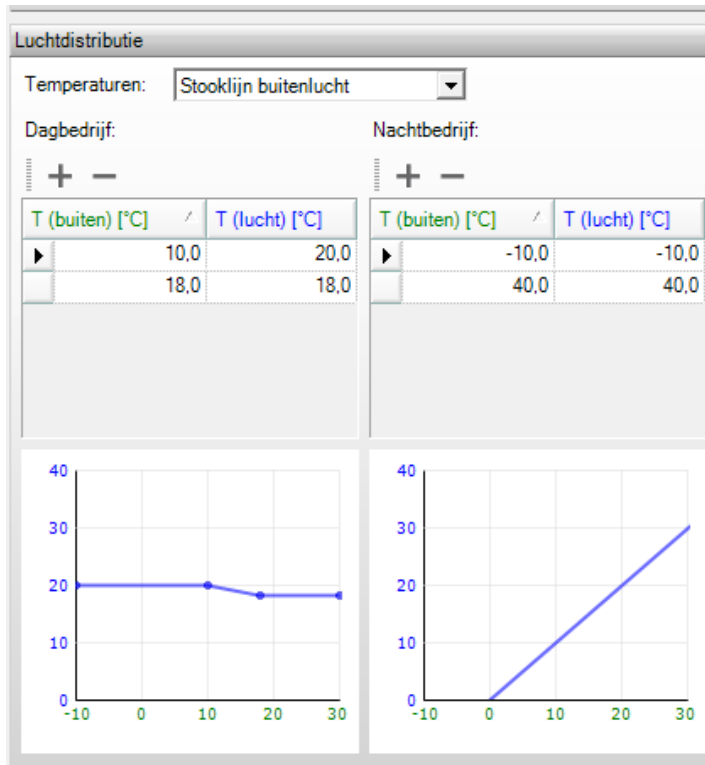 Luchtdistributie
Temperaturen: Stooklijn buitenlucht
Dagbedrijf: Nachtbedrijf:
T (buiten) [°C] T (lucht) [°C] T (buiten) [°C] T (lucht) [°C]
10,0 20,0 -10,0 -10,0
18,0 18,0 40,0 40,0
40 40
30 30
20 20
10 10
0 0
-10 0 10 20 30 -10 0 10 20 30